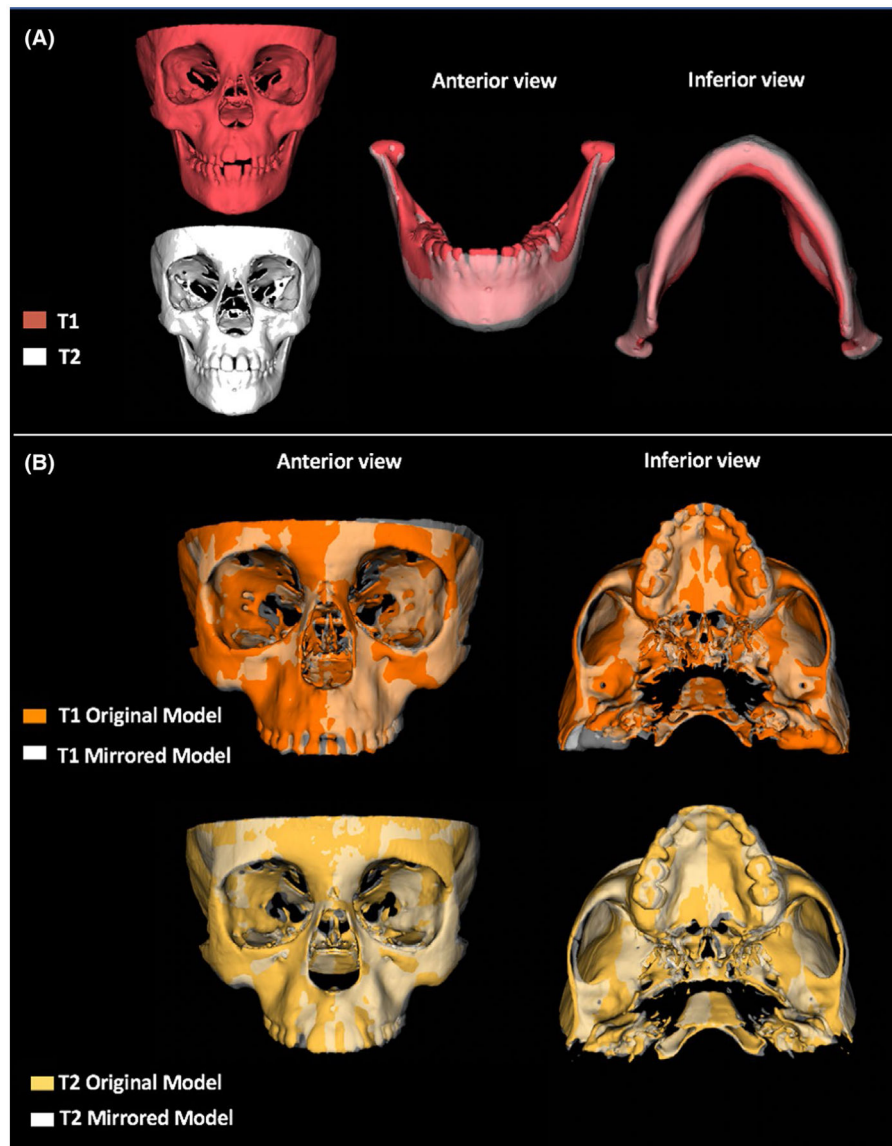 (A)
Anterior view
Inferior view
T1
T2
(B)
Anterior view
Inferior view
T1 Original Model
T1 Mirrored Model
T2 Original Model
T2 Mirrored Model